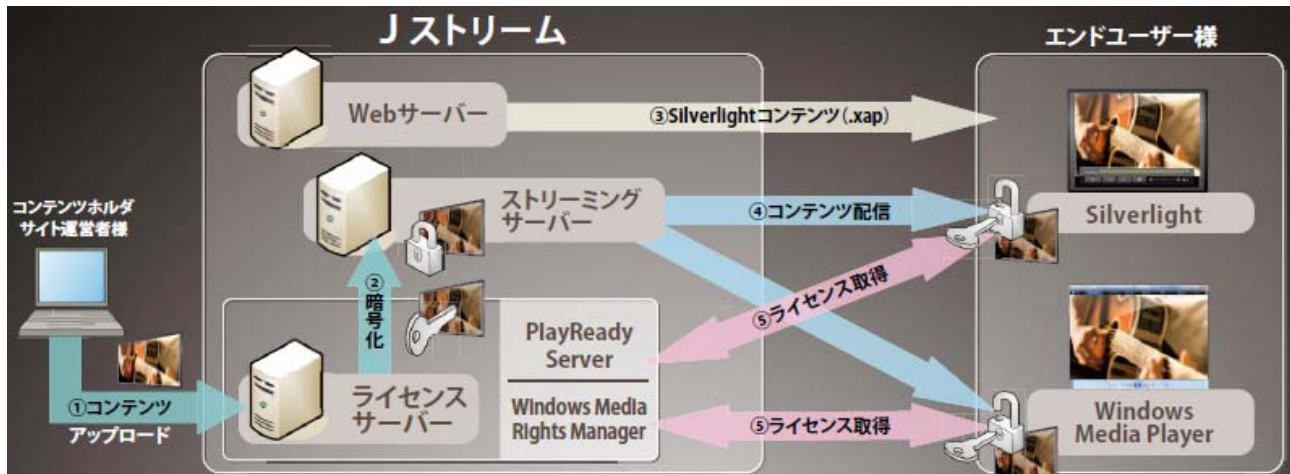 Jストリーム
エンドユーザー様
Webサーバー
③Silverlightコンテンツ(.xap)
コンテンツホルダ
サイト運営者様
ストリーミング
サーバー
④コンテンツ配信
Silverlight
②暗号化
⑤ライセンス取得
PlayReady
Server
ライセンス
サーバー
Windows Media
Rights Manager
⑤ライセンス取得
Windows
Media Player
①コンテンツ
アップロード